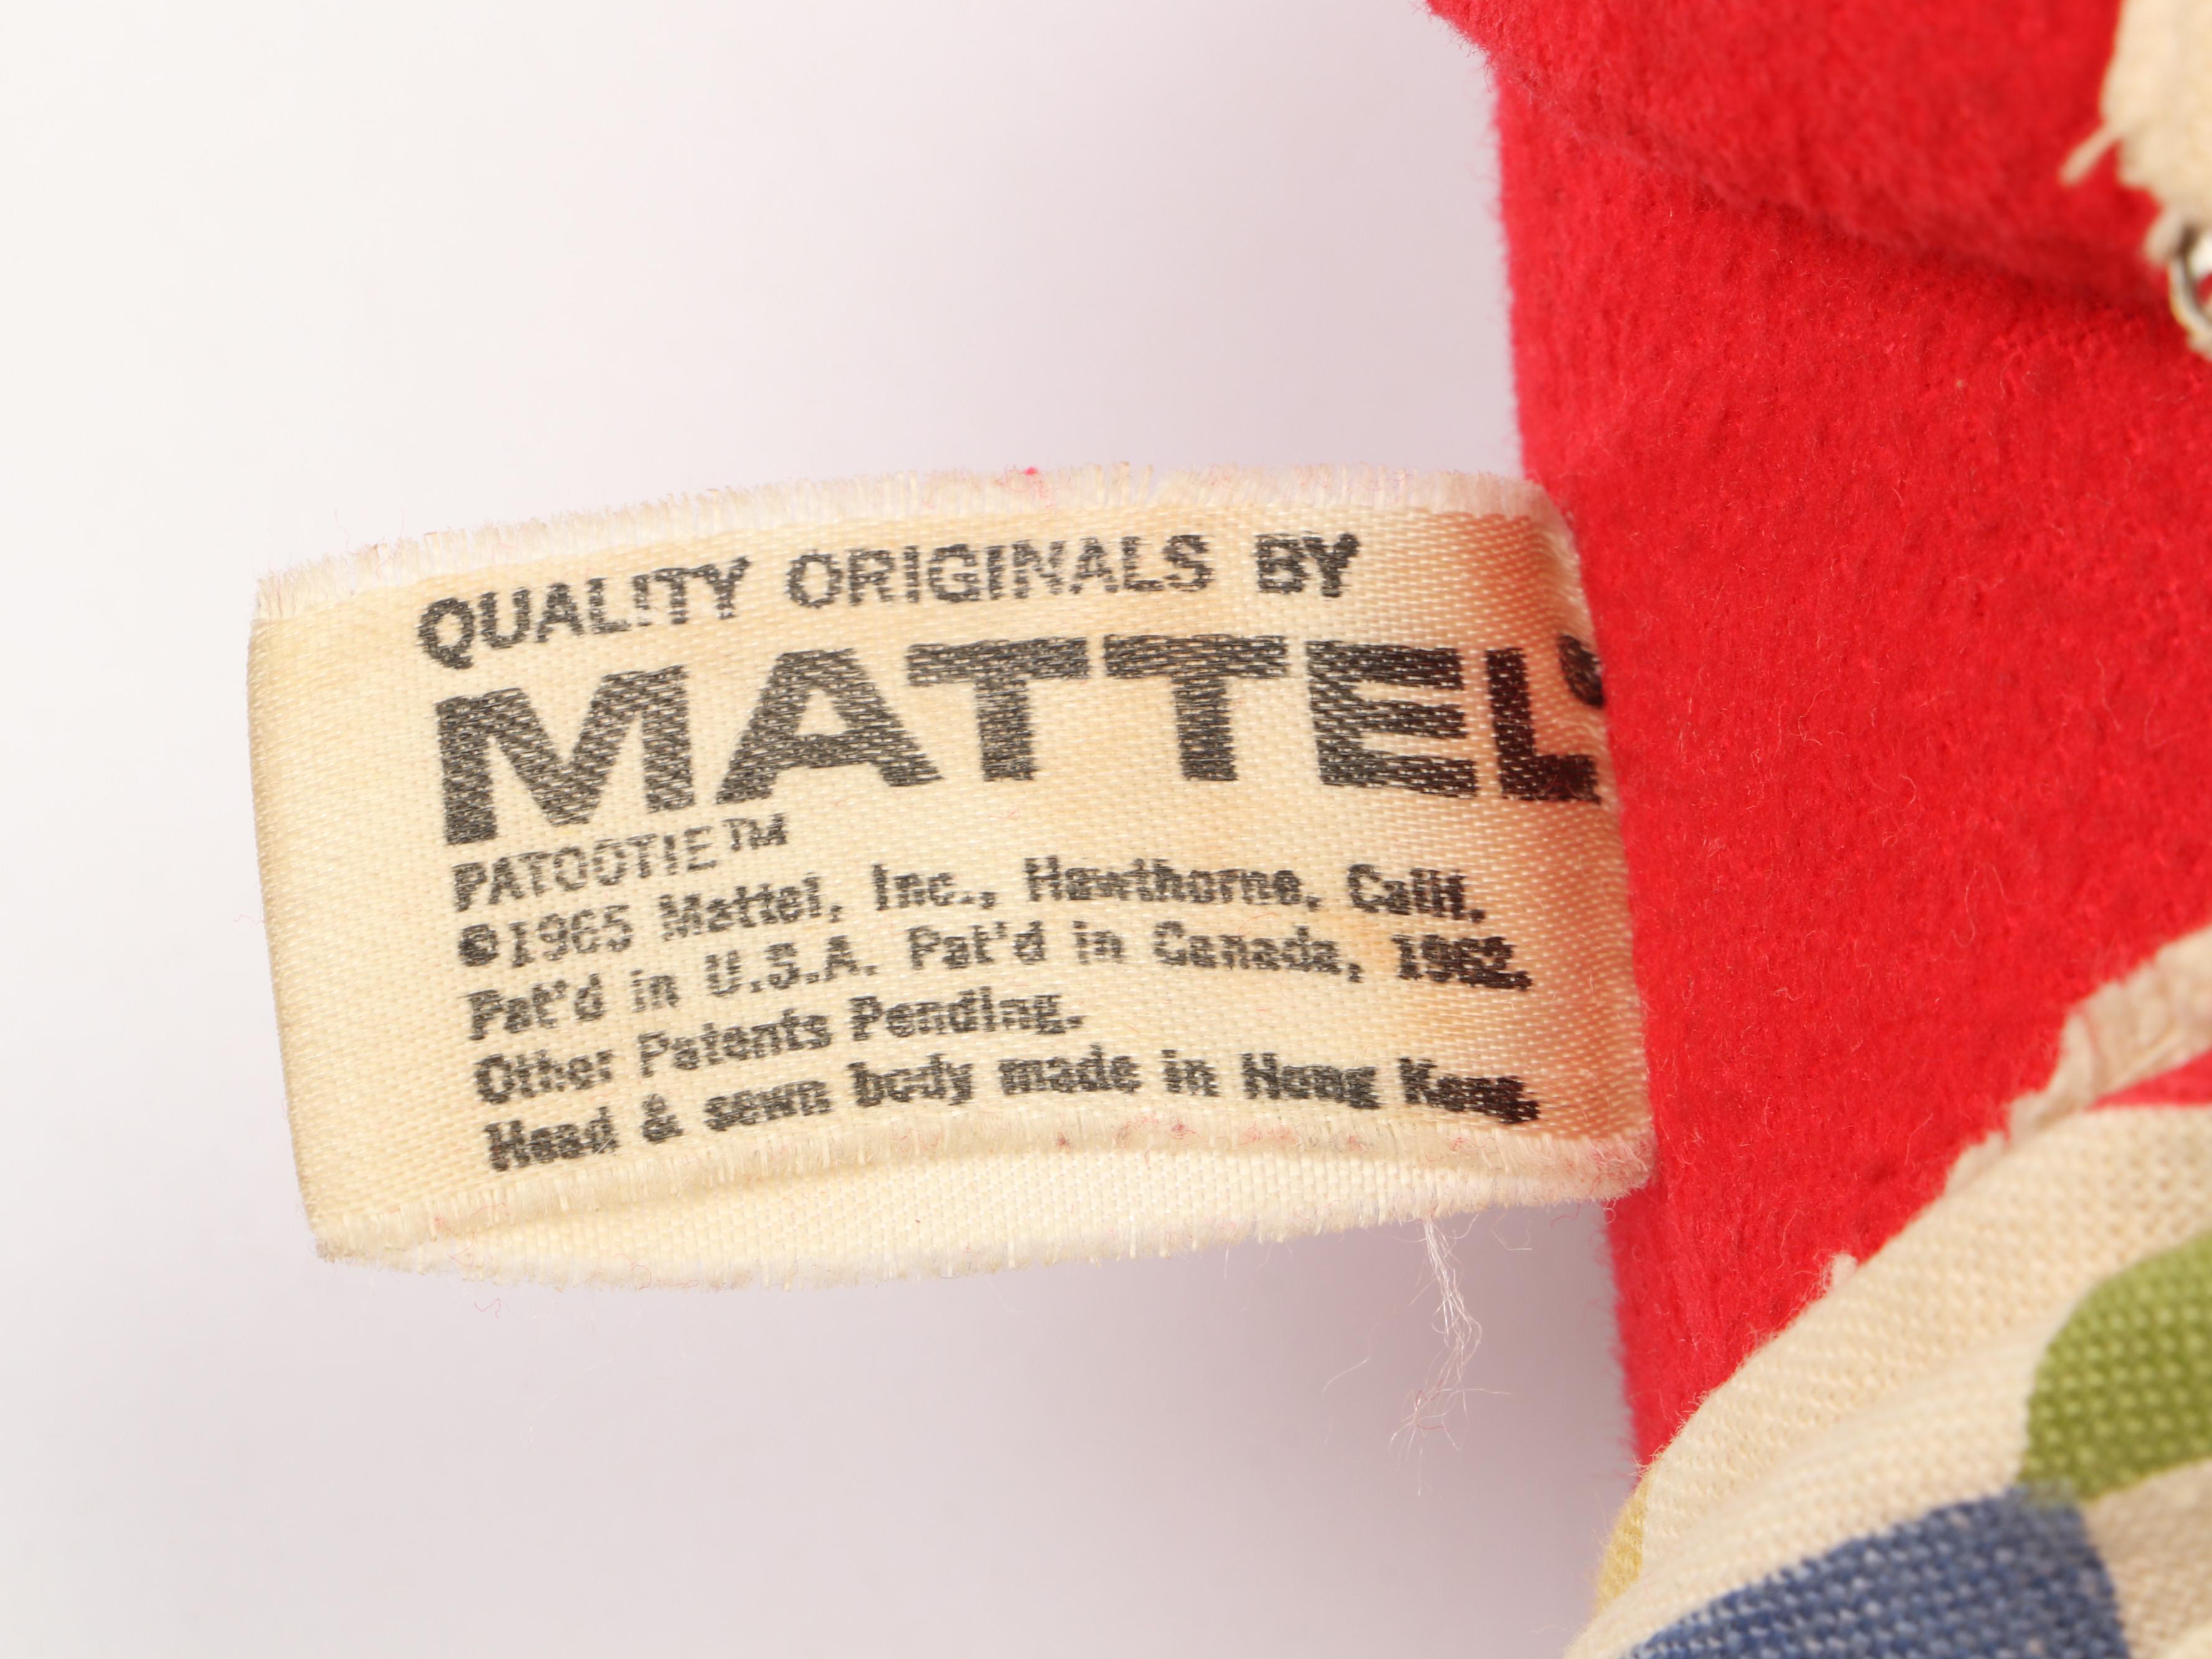 QUALITY ORIGINALS BY
MATTEL
PATOOTIE™
©1965 Mattel, Inc., Hawthorne, Calif.
Pat'd in U.S.A. Pat'd in Canada, 1962.
Other Patents Pending.
Head & sewn body made in Hong Kong.